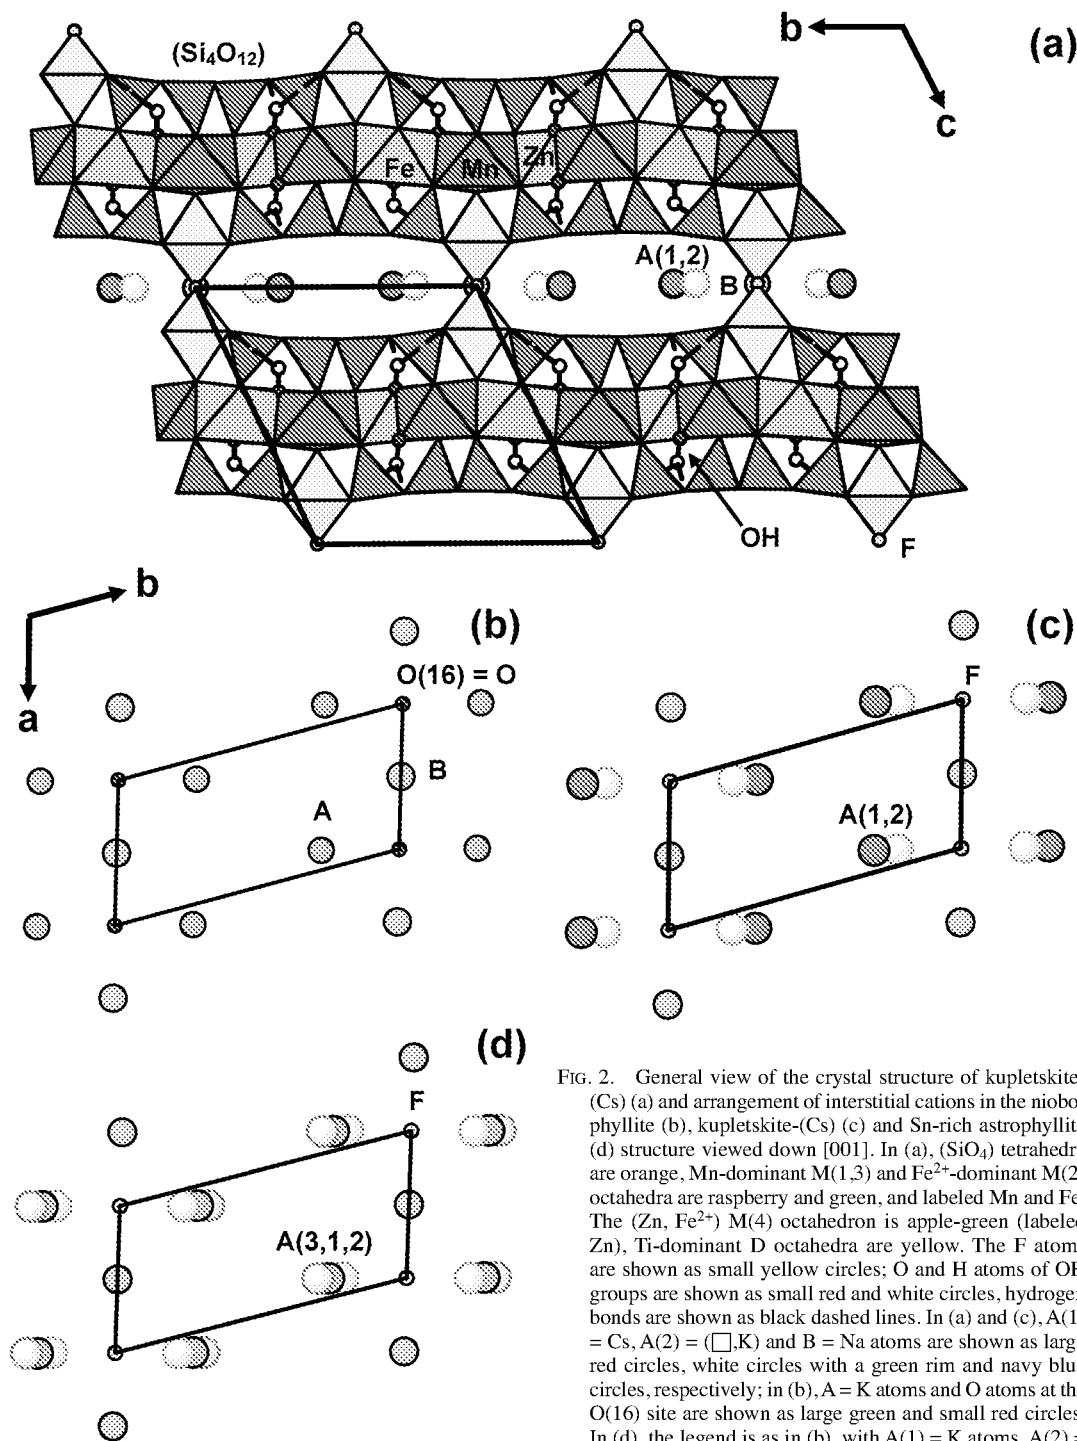 b
(a)
(Si4O12)
c
Fe
Mn
Zn
A(1,2)
B
OH
F
b
(b)
(c)
a
O(16) = O
F
B
A
A(1,2)
(d)
F
A(3,1,2)
FIG. 2. General view of the crystal structure of kupletskite-
(Cs) (a) and arrangement of interstitial cations in the niobo-
phyllite (b), kupletskite-(Cs) (c) and Sn-rich astrophyllit
(d) structure viewed down [001]. In (a), (SiO4) tetrahedr
are orange, Mn-dominant M(1,3) and Fe2+-dominant M(2
octahedra are raspberry and green, and labeled Mn and Fe
The (Zn, Fe2+) M(4) octahedron is apple-green (labeled
Zn), Ti-dominant D octahedra are yellow. The F atom
are shown as small yellow circles; O and H atoms of OH
groups are shown as small red and white circles, hydrogen
bonds are shown as black dashed lines. In (a) and (c), A(1
= Cs, A(2) = (□,K) and B = Na atoms are shown as larg
red circles, white circles with a green rim and navy blu
circles, respectively; in (b), A = K atoms and O atoms at th
O(16) site are shown as large green and small red circles
In (d), the legend is as in (b), with A(1) = K atoms, A(2) =